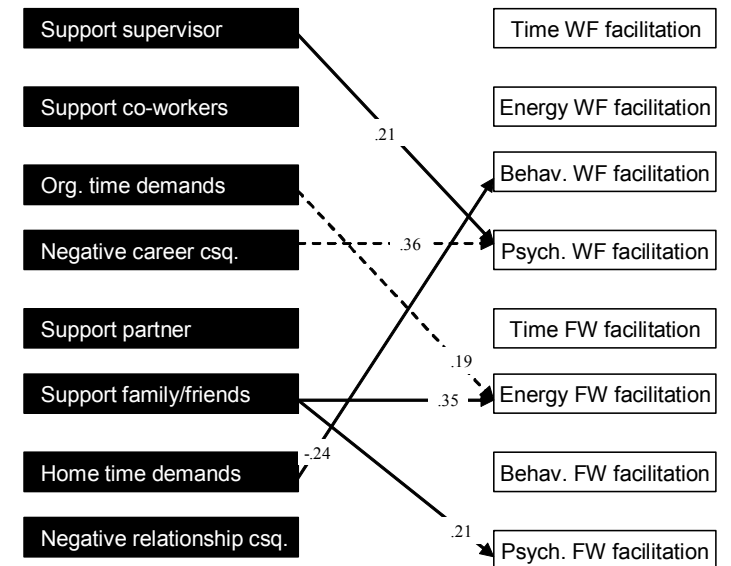 Support supervisor
Time WF facilitation
Support co-workers
Energy WF facilitation
.21
Org. time demands
Behav. WF facilitation
Negative career csq.
.36
Psych. WF facilitation
Support partner
Time FW facilitation
.19
Support family/friends
.35
Energy FW facilitation
-.24
Home time demands
Behav. FW facilitation
.21
Negative relationship csq.
Psych. FW facilitation